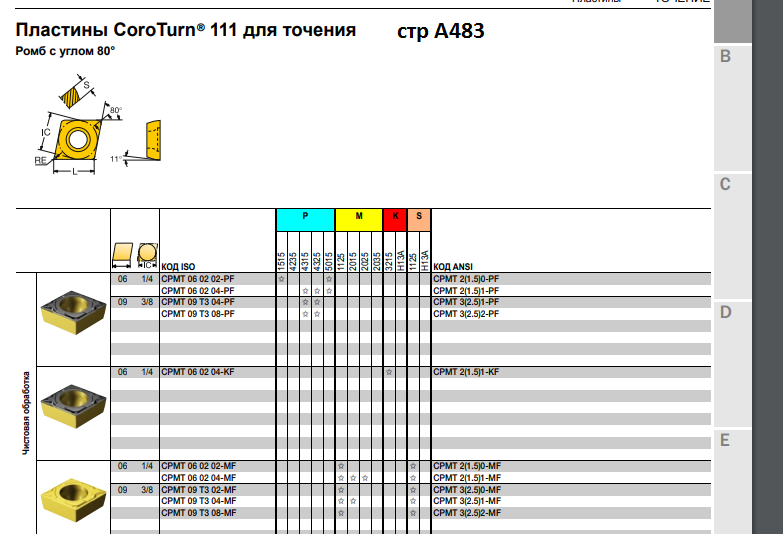 Пластины CoroTurn® 111 для точения стр А483
Ромб с углом 80°
B
C
D
E
S
80°
IC
RE
L
11°
P M K S
IC КОД ISO 1515 4235 4315 4325 5015 1125 2015 2025 2035 3215 H13A 1125 H13A КОД ANSI
Чистовая обработка
06 1/4 CPMT 06 02 02-PF ☆ ☆ CPMT 2(1.5)0-PF
CPMT 06 02 04-PF ☆ ☆ ☆ CPMT 2(1.5)1-PF
09 3/8 CPMT 09 T3 04-PF ☆ ☆ CPMT 3(2.5)1-PF
CPMT 09 T3 08-PF ☆ ☆ CPMT 3(2.5)2-PF
06 1/4 CPMT 06 02 04-KF ☆ CPMT 2(1.5)1-KF
06 1/4 CPMT 06 02 02-MF ☆ ☆ CPMT 2(1.5)0-MF
CPMT 06 02 04-MF ☆ ☆ ☆ ☆ CPMT 2(1.5)1-MF
09 3/8 CPMT 09 T3 02-MF ☆ ☆ CPMT 3(2.5)0-MF
CPMT 09 T3 04-MF ☆ ☆ ☆ CPMT 3(2.5)1-MF
CPMT 09 T3 08-MF ☆ ☆ CPMT 3(2.5)2-MF